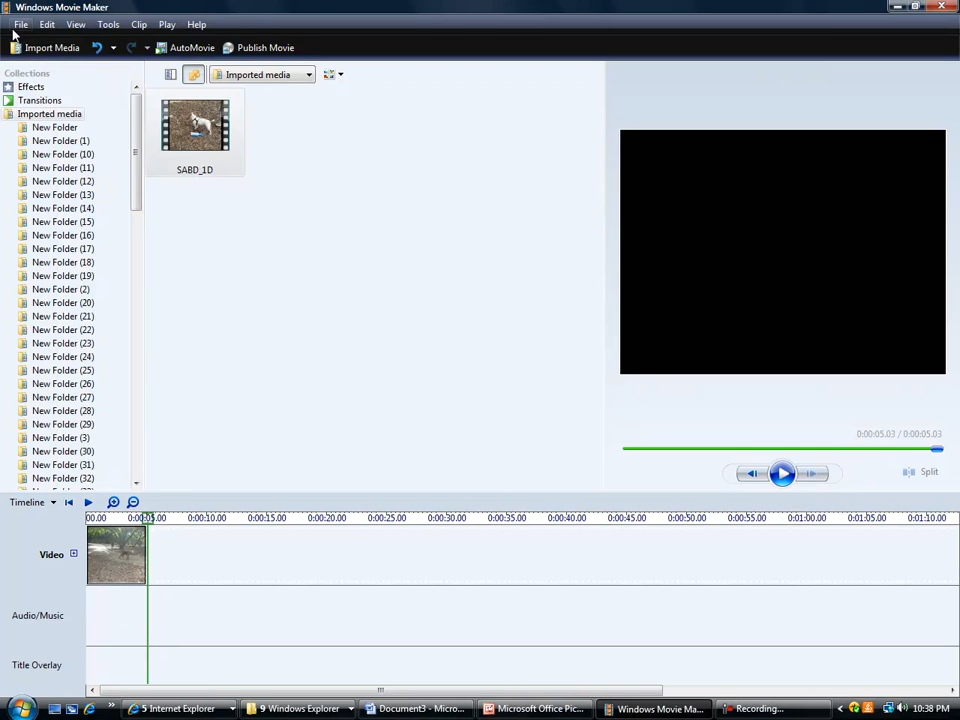 Windows Movie Maker
File Edit View Tools Clip Play Help
Import Media AutoMovie Publish Movie
Collections
Effects
Transitions
Imported media
New Folder
New Folder (1)
New Folder (10)
New Folder (11)
New Folder (12)
New Folder (13)
New Folder (14)
New Folder (15)
New Folder (16)
New Folder (17)
New Folder (18)
New Folder (19)
New Folder (2)
New Folder (20)
New Folder (21)
New Folder (22)
New Folder (23)
New Folder (24)
New Folder (25)
New Folder (26)
New Folder (27)
New Folder (28)
New Folder (29)
New Folder (3)
New Folder (30)
New Folder (31)
New Folder (32)
Imported media
SABD_1D
0:00:05.03 / 0:00:05.03
Split
Timeline
00.00 0:00:05.00 0:00:10.00 0:00:15.00 0:00:20.00 0:00:25.00 0:00:30.00 0:00:35.00 0:00:40.00 0:00:45.00 0:00:50.00 0:00:55.00 0:01:00.00 0:01:05.00 0:01:10.00
Video
Audio/Music
Title Overlay
5 Internet Explorer 9 Windows Explorer Document3 - Micro... Microsoft Office Pic... Windows Movie Ma... Recording... 10:38 PM